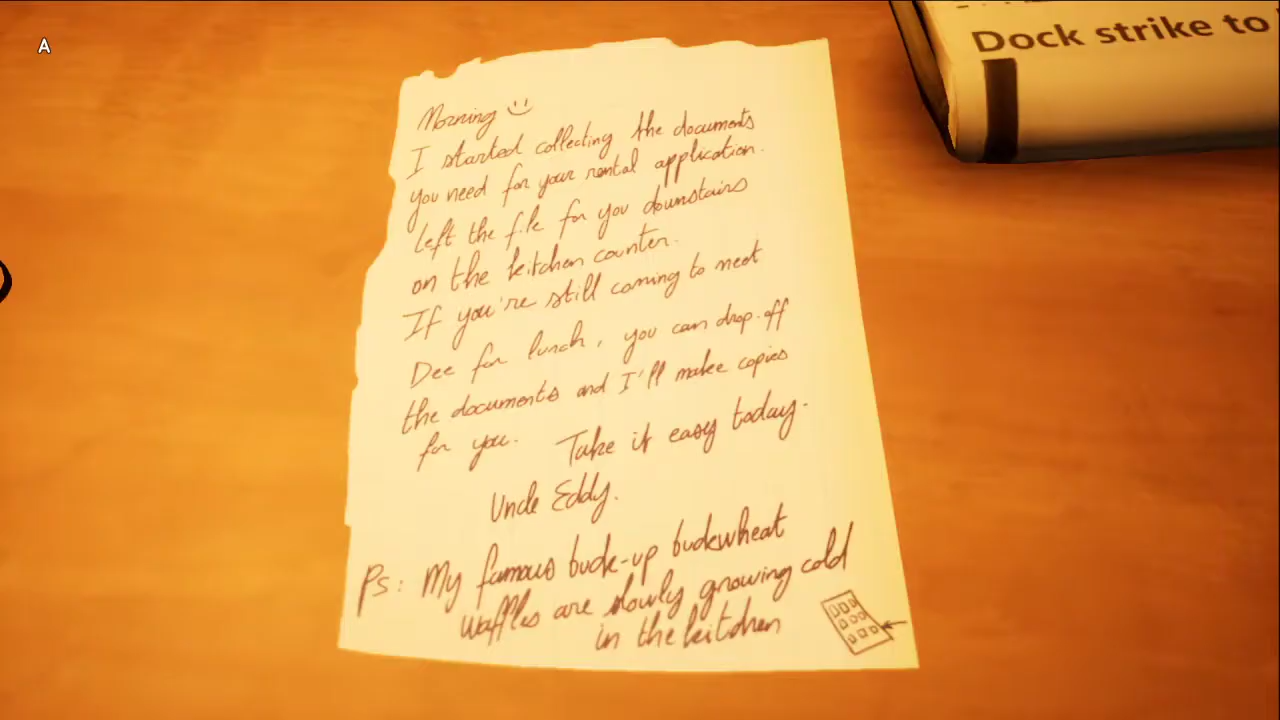 A
Dock strike to
Morning
I started collecting the documents
you need for your rental application.
Left the file for you downstairs
on the kitchen counter.
If you're still coming to meet
Dee for lunch, you can drop off
the documents and I'll make copies
for you. Take it easy today.
Uncle Eddy.
Ps: My famous buck-up buckwheat
waffles are slowly growing cold
in the kitchen